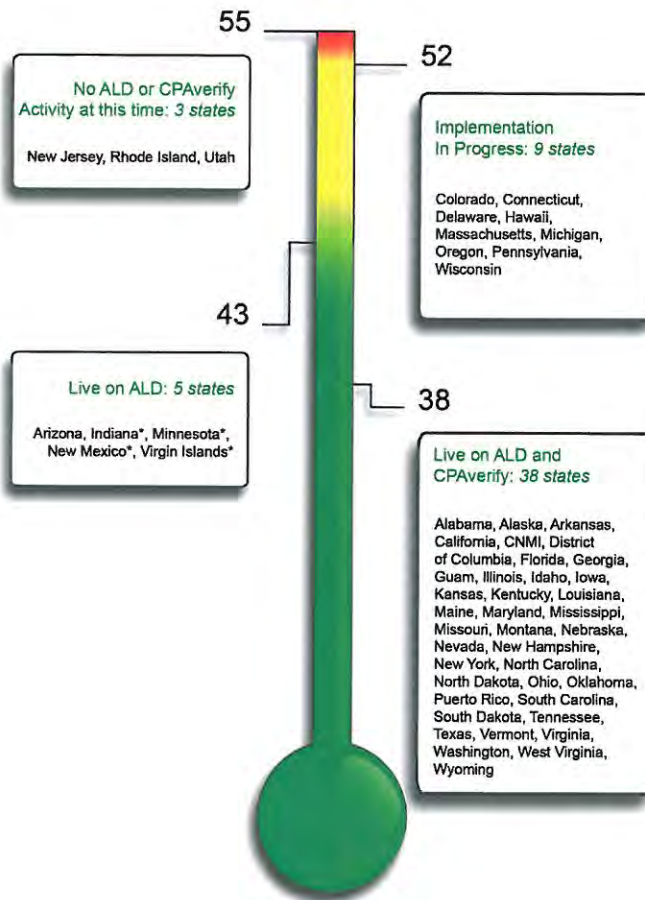 55
52
No ALD or CPAverify
Activity at this time: 3 states
New Jersey, Rhode Island, Utah
Implementation
In Progress: 9 states
Colorado, Connecticut,
Delaware, Hawaii,
Massachusetts, Michigan,
Oregon, Pennsylvania,
Wisconsin
43
Live on ALD: 5 states
Arizona, Indiana*, Minnesota*,
New Mexico*, Virgin Islands*
38
Live on ALD and
CPAverify: 38 states
Alabama, Alaska, Arkansas,
California, CNMI, District
of Columbia, Florida, Georgia,
Guam, Illinois, Idaho, Iowa,
Kansas, Kentucky, Louisiana,
Maine, Maryland, Mississippi,
Missouri, Montana, Nebraska,
Nevada, New Hampshire,
New York, North Carolina,
North Dakota, Ohio, Oklahoma,
Puerto Rico, South Carolina,
South Dakota, Tennessee,
Texas, Vermont, Virginia,
Washington, West Virginia,
Wyoming